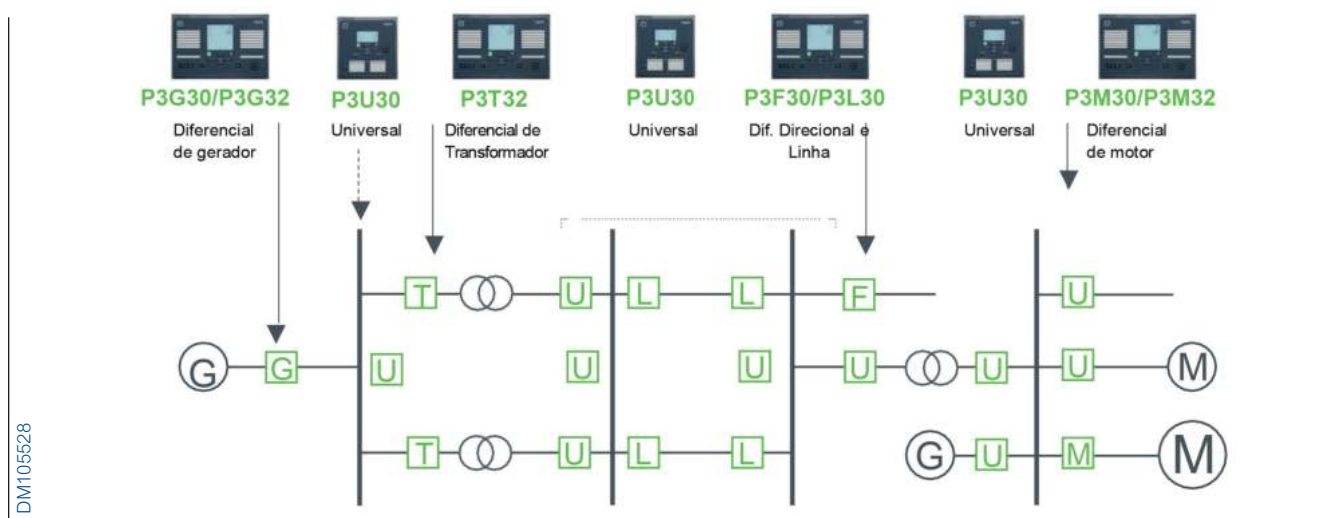 P3G30/P3G32
Diferencial
de gerador
P3U30
Universal
P3T32
Diferencial de
Transformador
P3U30
Universal
P3F30/P3L30
Dif. Direcional e
Linha
P3U30
Universal
P3M30/P3M32
Diferencial
de motor
T U L L F U
G G U U U U U U M
T U L L G U M M
DM105528